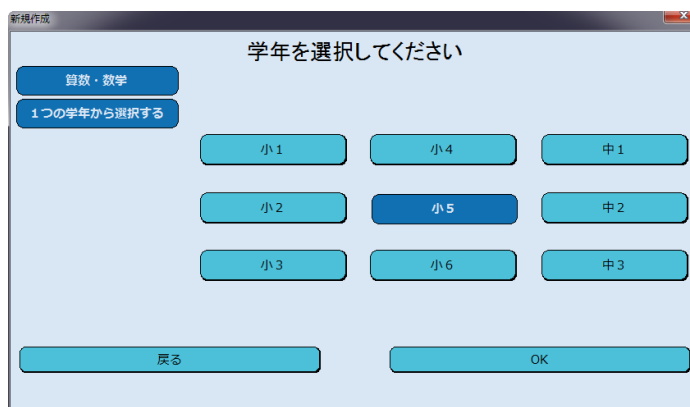 新規作成
学年を選択してください
算数・数学
１つの学年から選択する
小１
小４
中１
小２
小５
中２
小３
小６
中３
戻る
OK